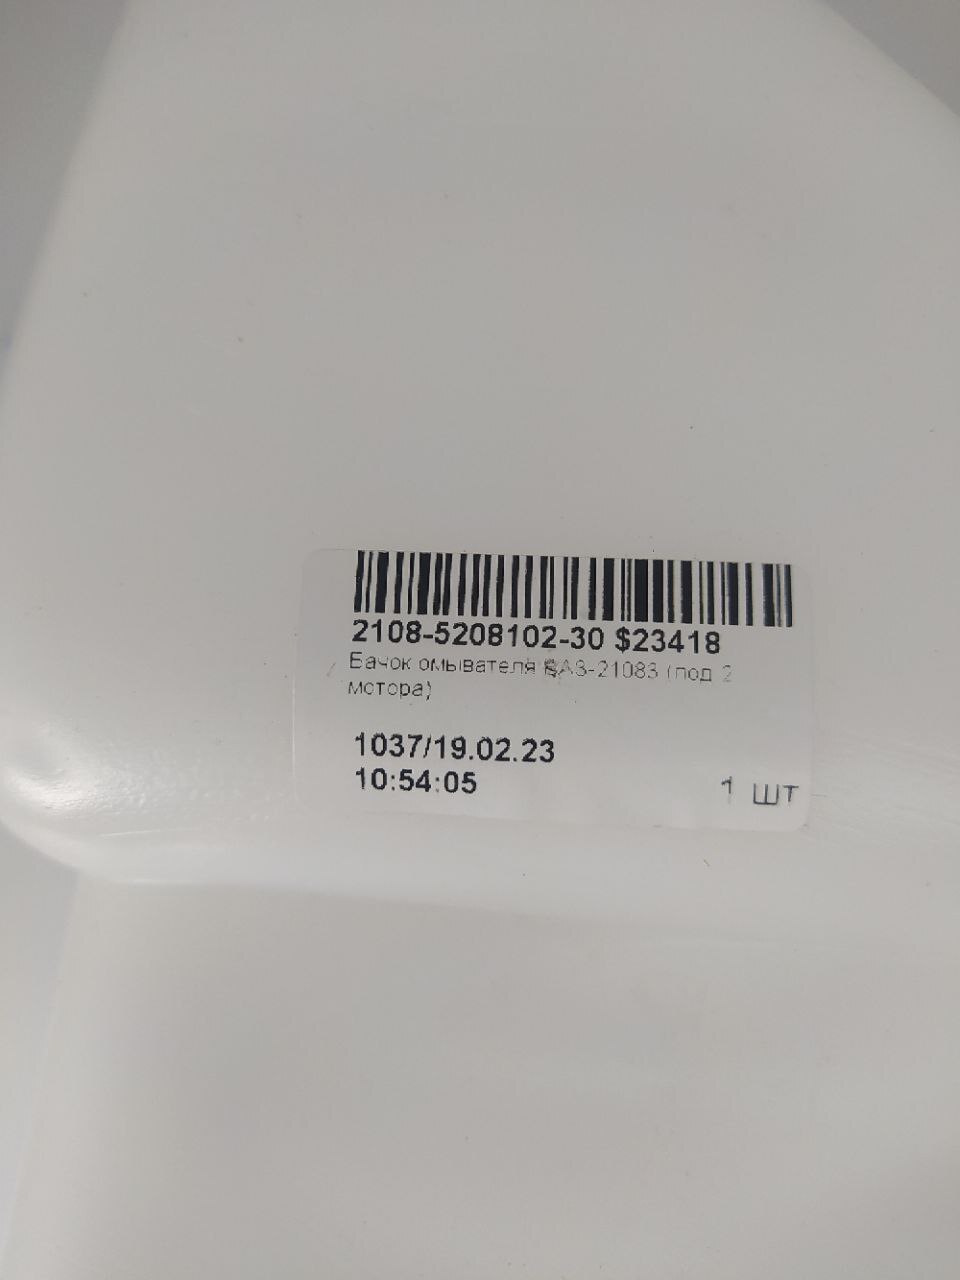 2108-5208102-30 $23418
Бачок омывателя ВАЗ-21083 (под 2
мотора)
1037/19.02.23
10:54:05
1 шт